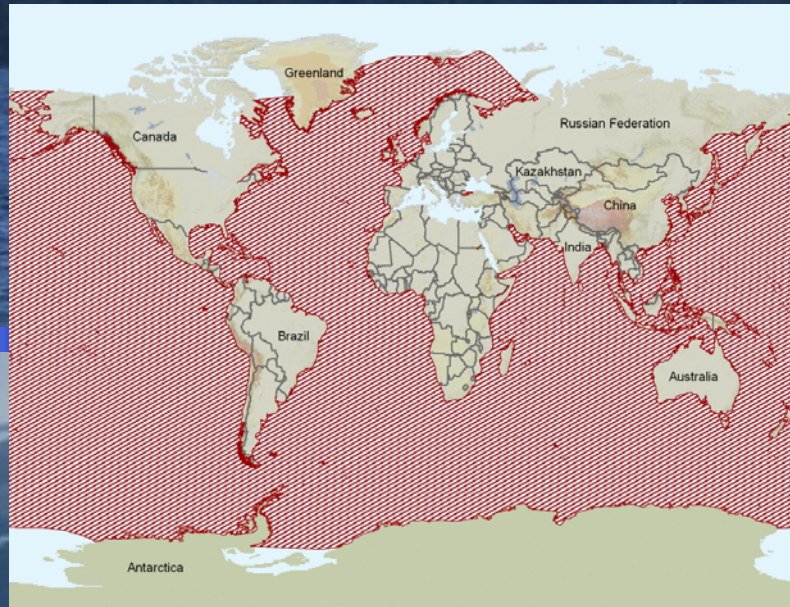 Greenland
Canada
Russian Federation
Kazakhstan
China
India
Brazil
Australia
Antarctica